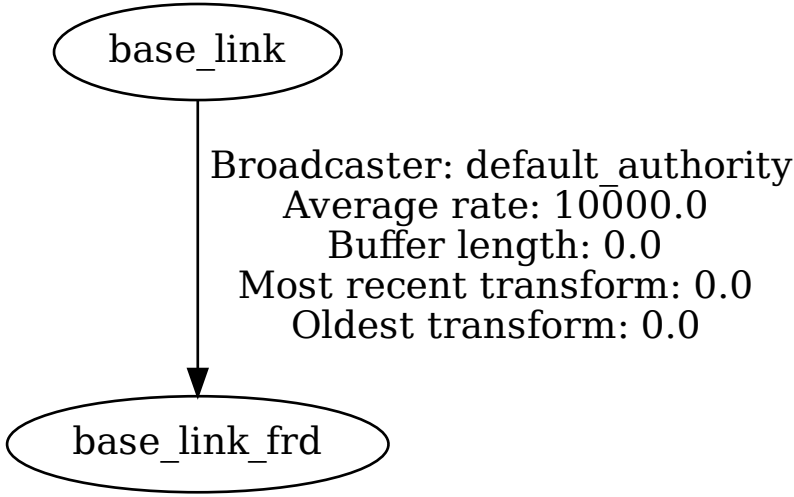 base_link
Broadcaster: default_authority
Average rate: 10000.0
Buffer length: 0.0
Most recent transform: 0.0
Oldest transform: 0.0
base_link_frd